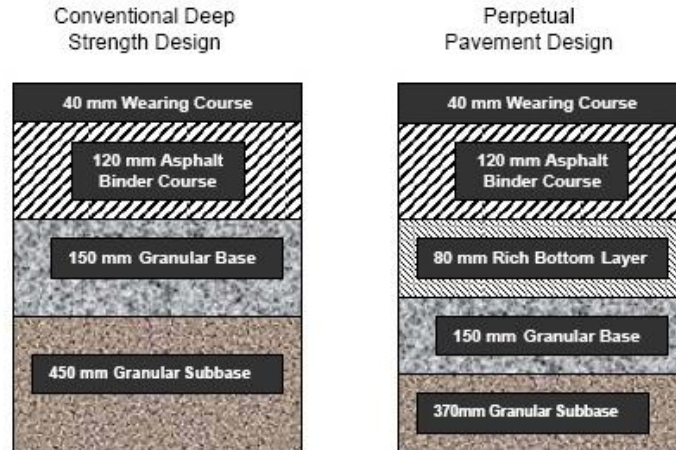 Conventional Deep
Strength Design
40 mm Wearing Course
120 mm Asphalt
Binder Course
150 mm Granular Base
450 mm Granular Subbase
Perpetual
Pavement Design
40 mm Wearing Course
120 mm Asphalt
Binder Course
80 mm Rich Bottom Layer
150 mm Granular Base
370mm Granular Subbase